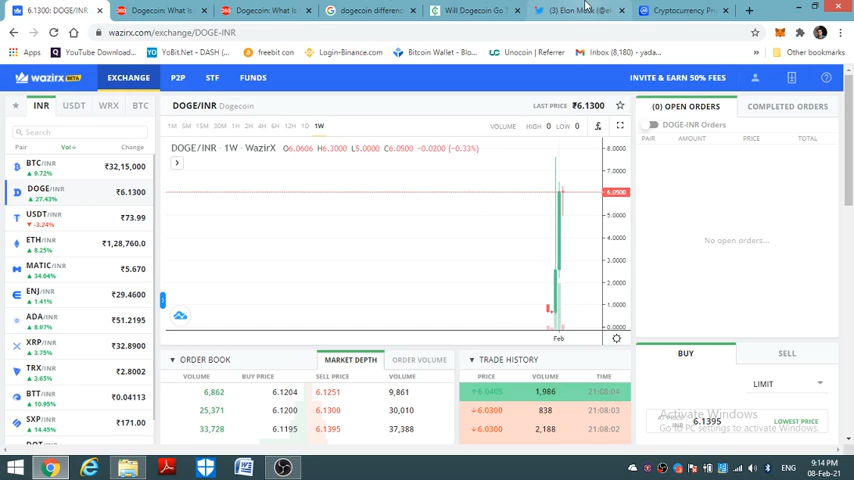 6.1300: DOGE/INR
Dogecoin: What Is
Dogecoin: What Is
dogecoin differenc
Will Dogecoin Go T
(3) Elon Musk (@el
Cryptocurrency Pr
wazirx.com/exchange/DOGE-INR
Apps
YouTube Download...
YoBit.Net - DASH (...
freebit con
Login-Binance.com
Bitcoin Wallet - Blo...
Unocoin | Referrer
Inbox (8,180) - yada...
Other bookmarks
wazirx BETA
EXCHANGE
P2P
STF
FUNDS
INVITE & EARN 50% FEES
INR
USDT
WRX
BTC
Search
Pair
Vol
Change
BTC/INR
9.72%
₹32,15,000
DOGE/INR
27.43%
₹6.1300
USDT/INR
-3.24%
₹73.99
ETH/INR
8.25%
₹1,28,760.0
MATIC/INR
34.04%
₹5.670
ENJ/INR
1.41%
₹29.4600
ADA/INR
8.97%
₹51.2195
XRP/INR
3.75%
₹32.8900
TRX/INR
3.65%
₹2.8002
BTT/INR
10.95%
₹0.04113
SXP/INR
14.45%
₹171.00
DOGE/INR Dogecoin
LAST PRICE ₹6.1300
1M 5M 15M 30M 1H 2H 4H 6H 12H 1D 1W
VOLUME HIGH 0 LOW 0
DOGE/INR · 1W · WazirX O6.0606 H6.3000 L5.0000 C6.0500 -0.0200 (-0.33%)
8.0000
7.0000
6.0500
5.0000
4.0000
3.0000
2.0000
1.0000
0.0000
Feb
ORDER BOOK
MARKET DEPTH
ORDER VOLUME
VOLUME BUY PRICE SELL PRICE VOLUME
6,862 6.1204 6.1251 9,861
25,371 6.1200 6.1300 30,010
33,728 6.1195 6.1395 37,388
TRADE HISTORY
PRICE VOLUME TIME
6.0405 1,986 21:08:04
6.0300 838 21:08:03
6.0300 2,188 21:08:02
(0) OPEN ORDERS
COMPLETED ORDERS
DOGE-INR Orders
PAIR AMOUNT PRICE TOTAL
No open orders...
BUY
SELL
LIMIT
AT PRICE
INR
6.1395
LOWEST PRICE
Activate Windows
Go to PC settings to activate Windows.
ENG
9:14 PM
08-Feb-21